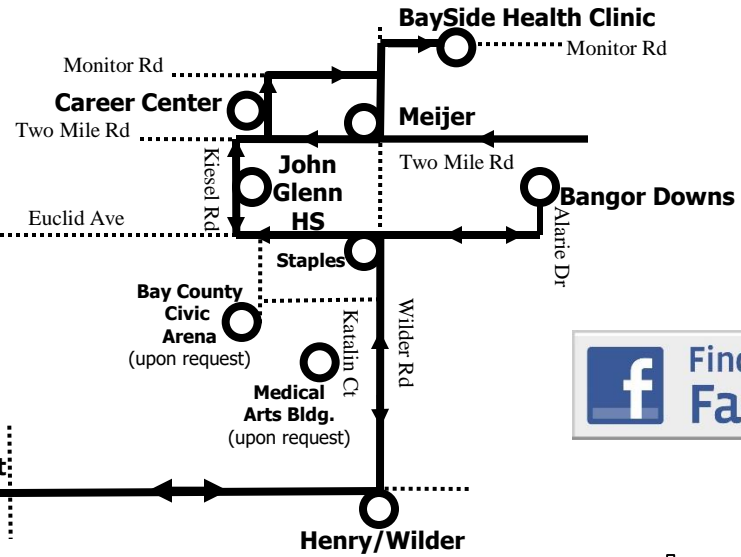 BaySide Health Clinic
Monitor Rd
Monitor Rd
Career Center
Meijer
Two Mile Rd
Two Mile Rd
Kiesel Rd
John
Glenn
HS
Bangor Downs
Alarie Dr
Euclid Ave
Staples
Bay County
Civic
Arena
(upon request)
Katalin Ct
Wilder Rd
Medical
Arts Bldg.
(upon request)
f
Henry/Wilder